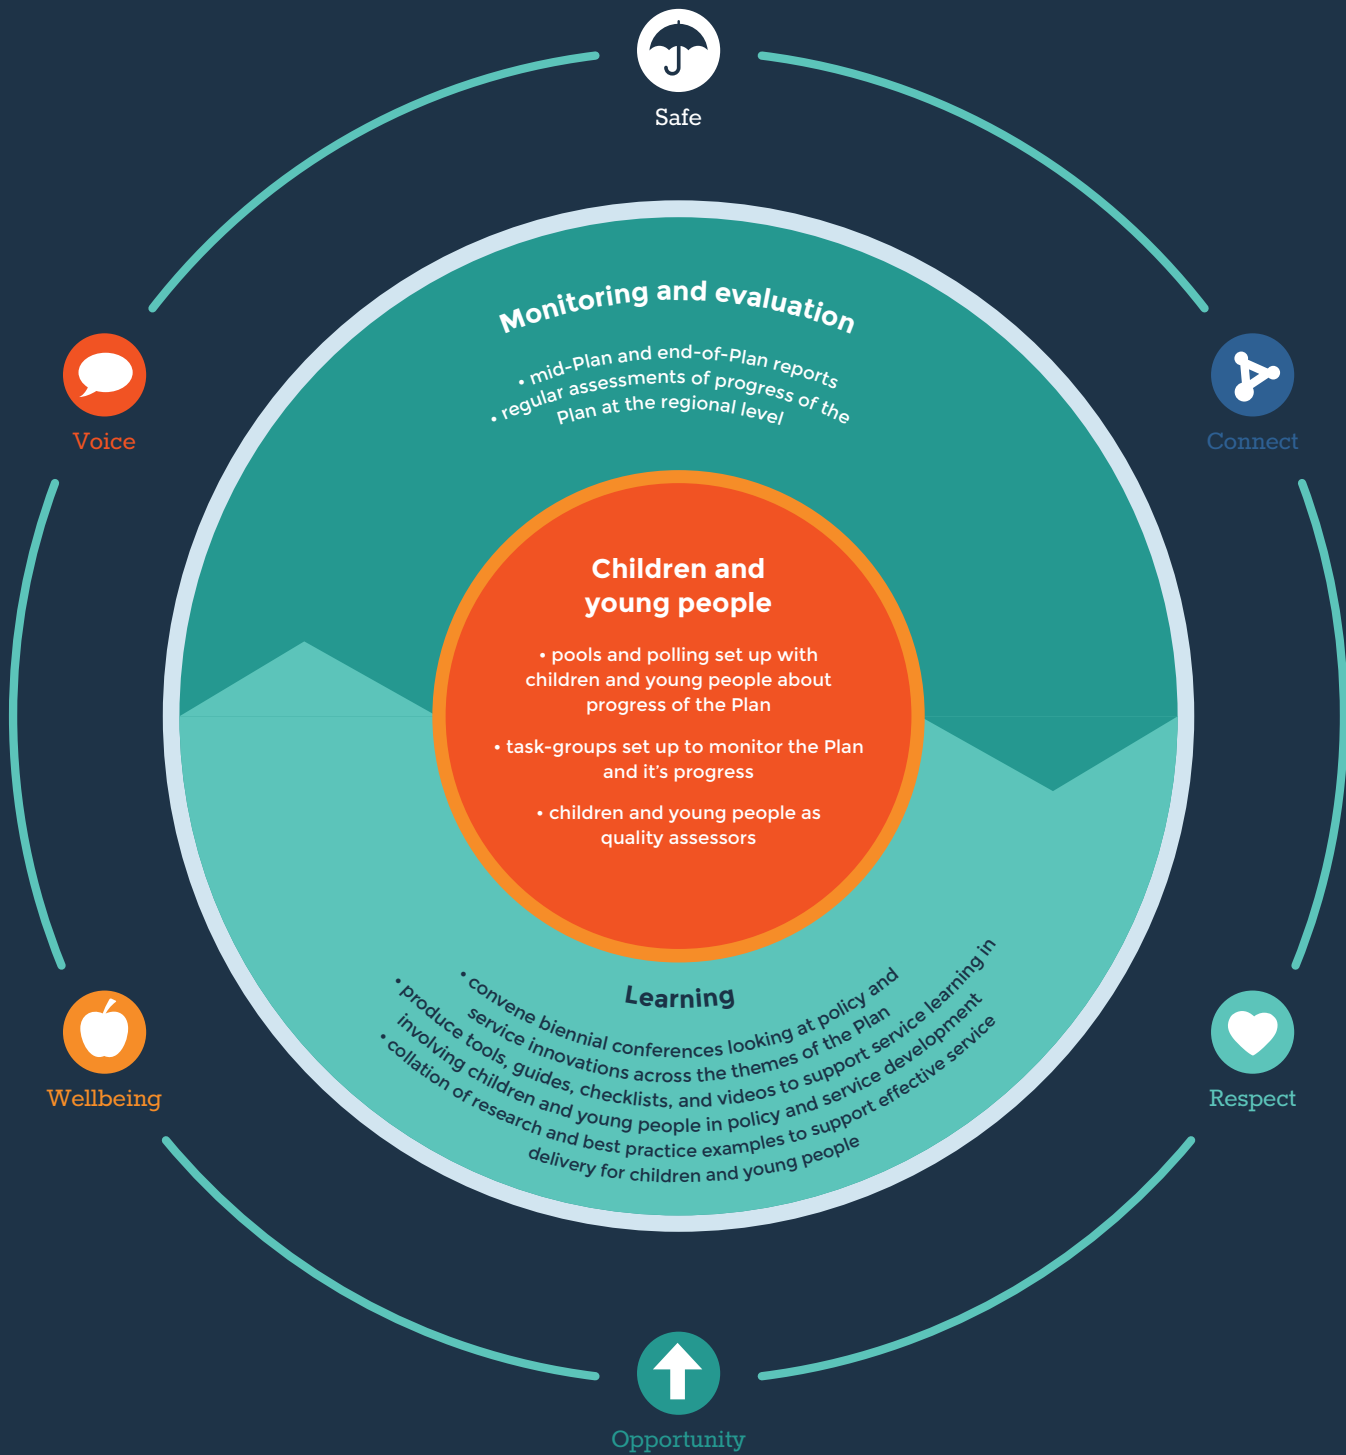 Safe
Voice
Connect
Monitoring and evaluation
• mid-Plan and end-of-Plan reports
• regular assessments of progress of the
Plan at the regional level
Children and
young people
• pools and polling set up with
children and young people about
progress of the Plan
• task-groups set up to monitor the Plan
and it's progress
• children and young people as
quality assessors
Learning
• convene biennial conferences looking at policy and
service innovations across the themes of the Plan
• produce tools, guides, checklists, and videos to support service learning in
involving children and young people in policy and service development
• collation of research and best practice examples to support effective service
delivery for children and young people
Wellbeing
Respect
Opportunity